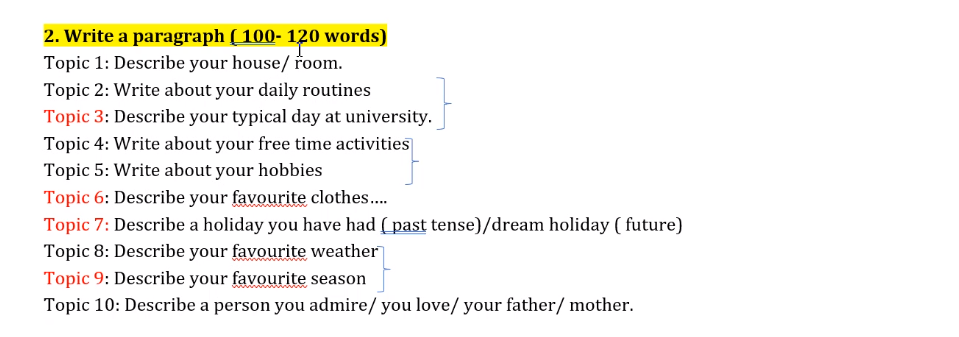 2. Write a paragraph ( 100- 120 words)
Topic 1: Describe your house/ room.
Topic 2: Write about your daily routines
Topic 3: Describe your typical day at university.
Topic 4: Write about your free time activities
Topic 5: Write about your hobbies
Topic 6: Describe your favourite clothes....
Topic 7: Describe a holiday you have had ( past tense)/dream holiday ( future)
Topic 8: Describe your favourite weather
Topic 9: Describe your favourite season
Topic 10: Describe a person you admire/ you love/ your father/ mother.